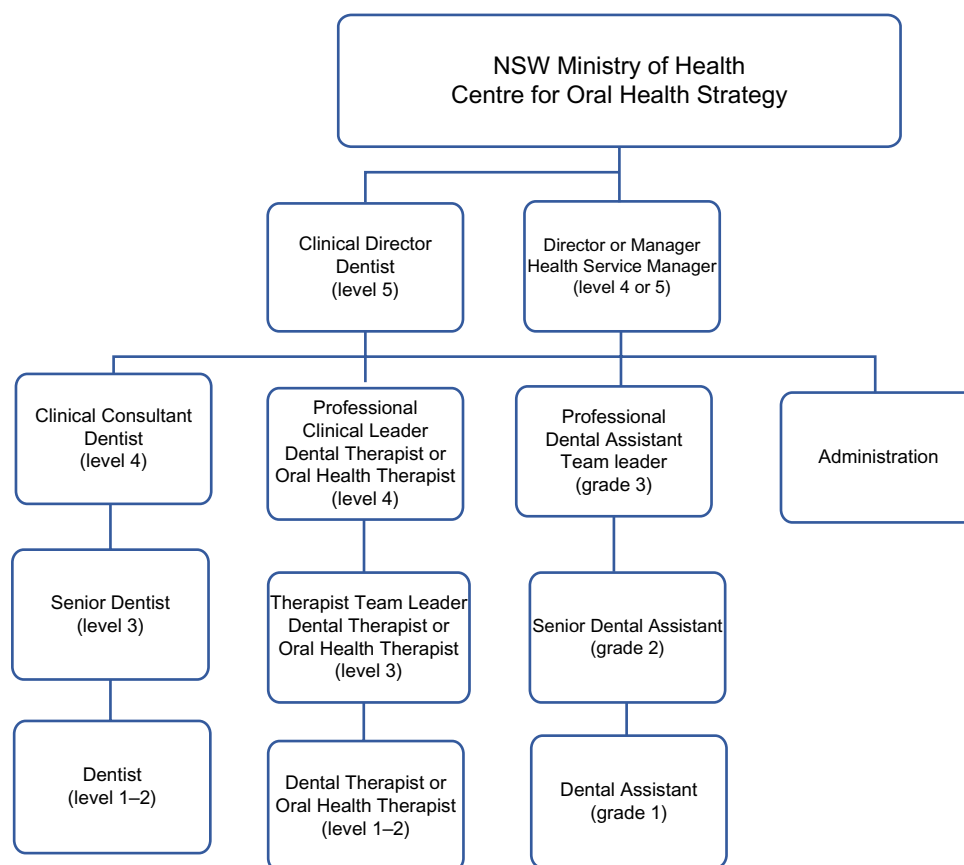 NSW Ministry of Health
Centre for Oral Health Strategy
Clinical Director
Dentist
(level 5)
Director or Manager
Health Service Manager
(level 4 or 5)
Clinical Consultant
Dentist
(level 4)
Professional
Clinical Leader
Dental Therapist or
Oral Health Therapist
(level 4)
Professional
Dental Assistant
Team leader
(grade 3)
Administration
Senior Dentist
(level 3)
Therapist Team Leader
Dental Therapist or
Oral Health Therapist
(level 3)
Senior Dental Assistant
(grade 2)
Dentist
(level 1–2)
Dental Therapist or
Oral Health Therapist
(level 1–2)
Dental Assistant
(grade 1)